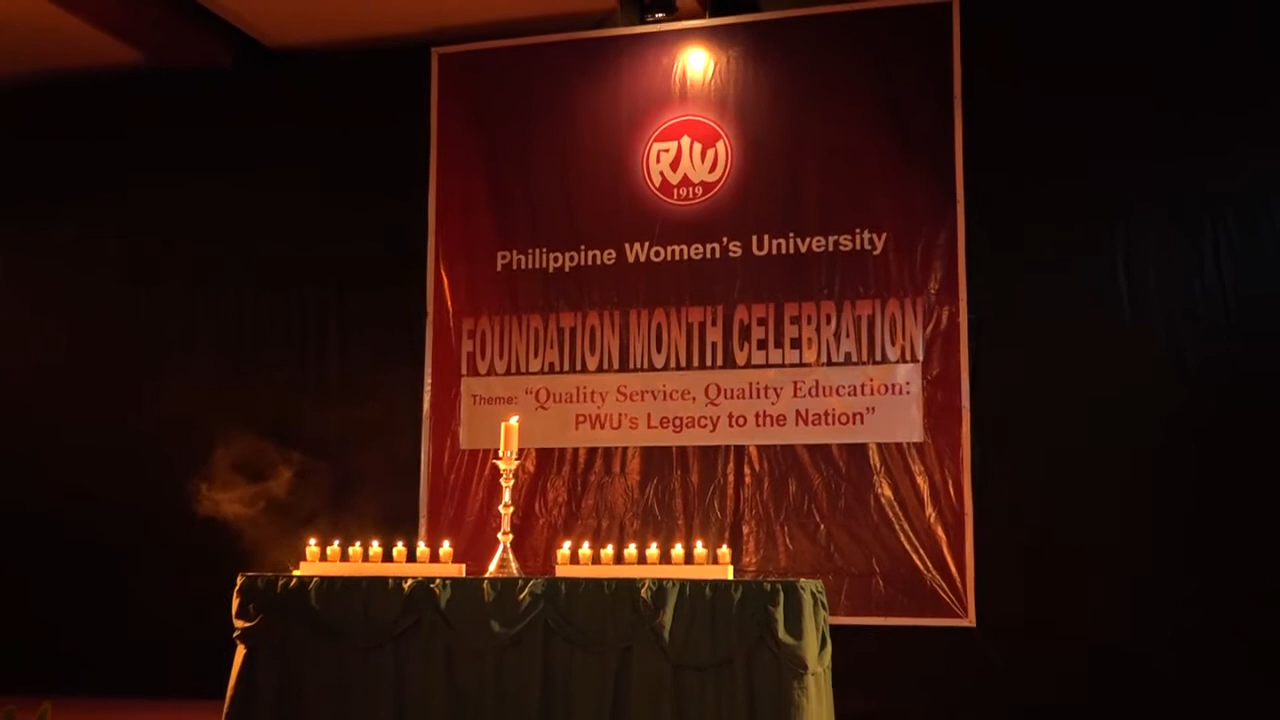 PWU
1919
Philippine Women's University
FOUNDATION MONTH CELEBRATION
Theme: “Quality Service, Quality Education:
PWU's Legacy to the Nation”